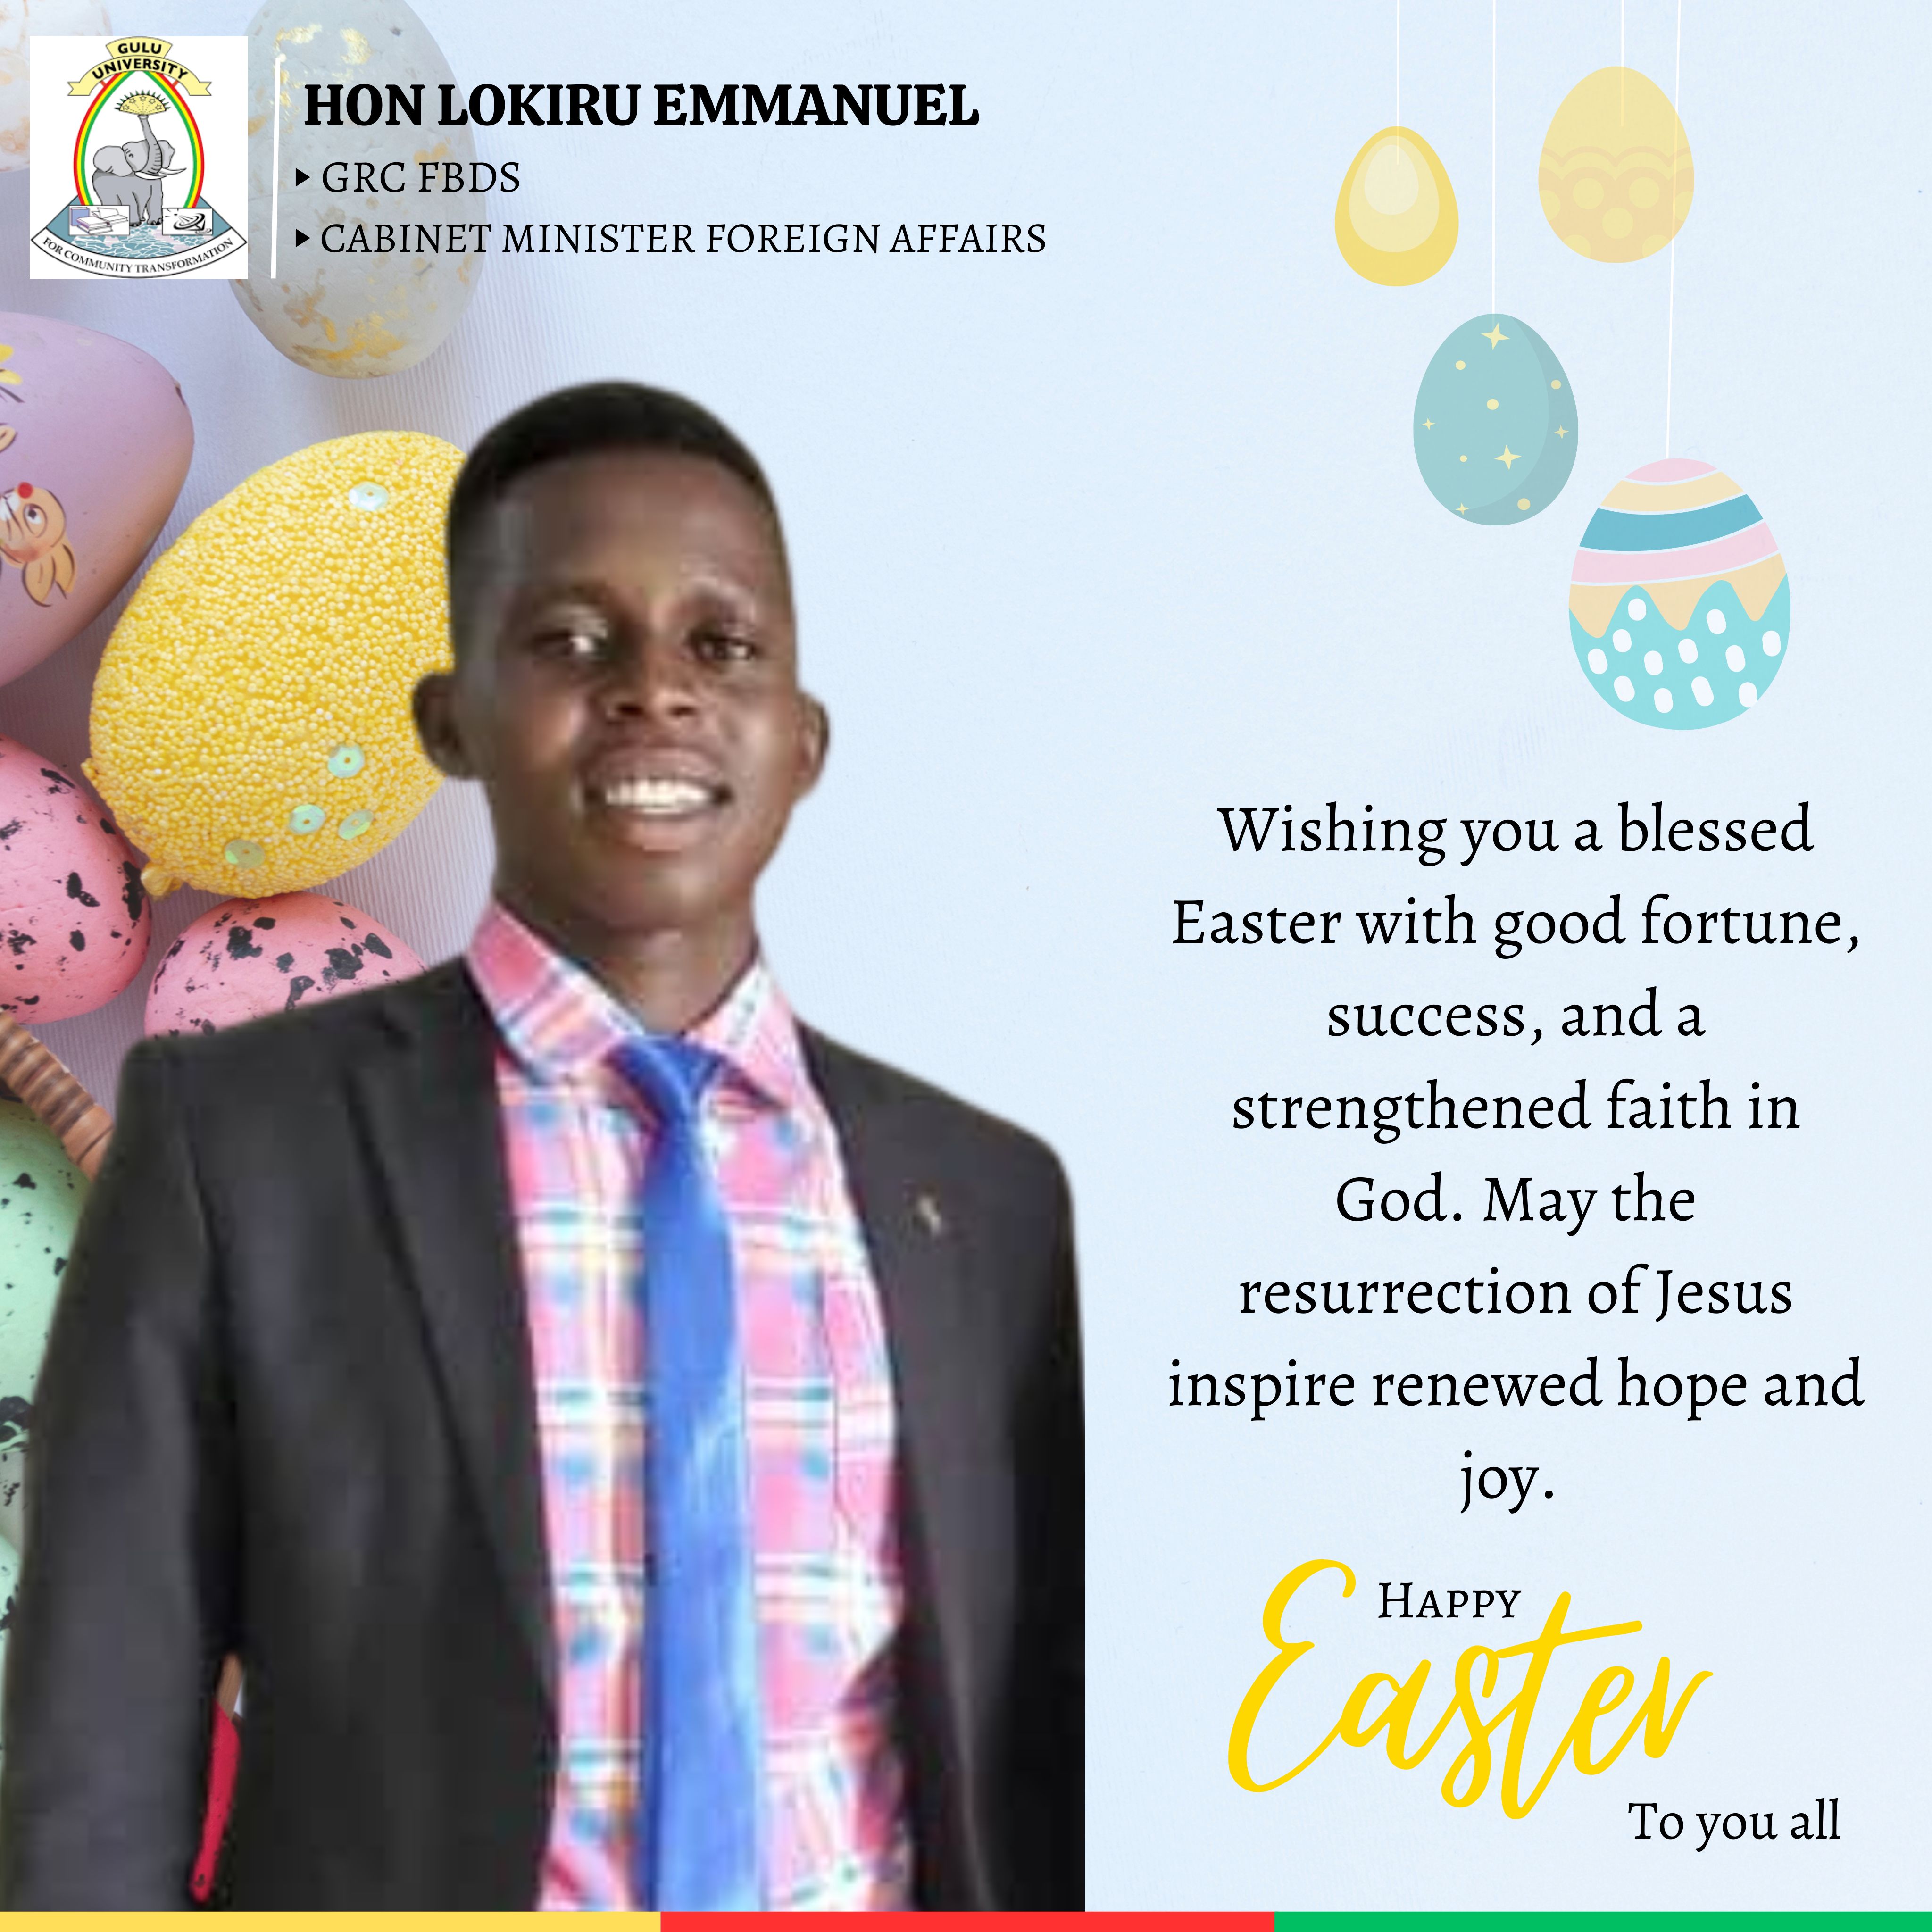 GULU
UNIVERSITY
FOR COMMUNITY TRANSFORMATION
HON LOKIRU EMMANUEL
GRC FBDS
CABINET MINISTER FOREIGN AFFAIRS
Wishing you a blessed
Easter with good fortune,
success, and a
strengthened faith in
God. May the
resurrection of Jesus
inspire renewed hope and
joy.
HAPPY
Easter
To you all